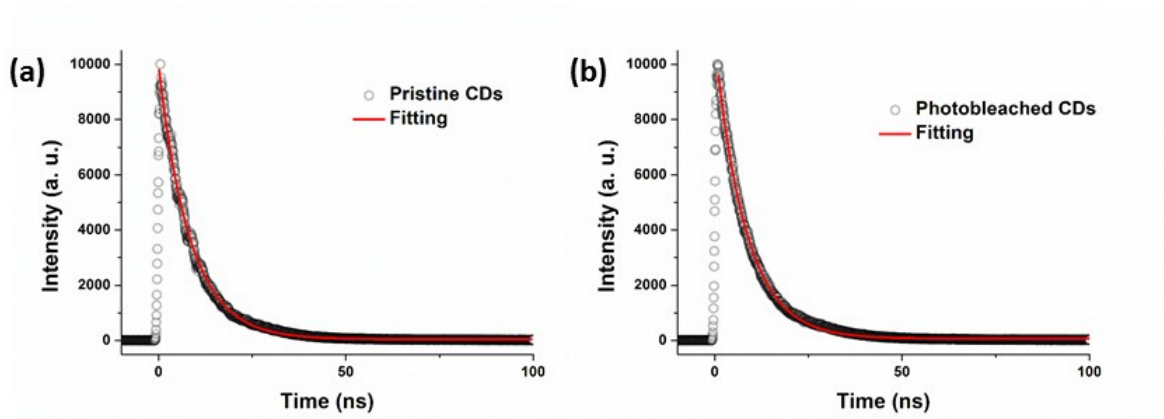 (a)
10000
8000
6000
4000
2000
0
Intensity (a. u.)
Pristine CDs
Fitting
0
50
100
Time (ns)
(b)
10000
8000
6000
4000
2000
0
Intensity (a. u.)
Photobleached CDs
Fitting
0
50
100
Time (ns)